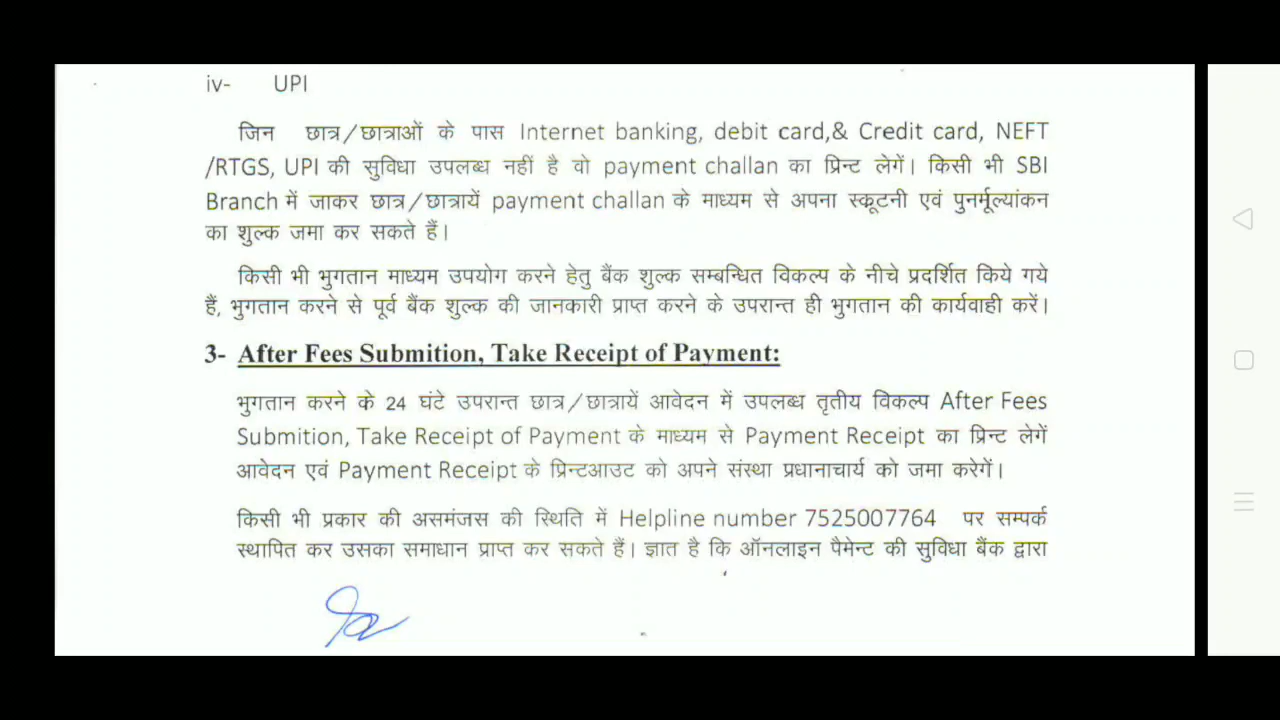 iv- UPI
जिन छात्र/छात्राओं के पास Internet banking, debit card,& Credit card, NEFT
/RTGS, UPI की सुविधा उपलब्ध नहीं है वो payment challan का प्रिन्ट लेगें। किसी भी SBI
Branch में जाकर छात्र/छात्रायें payment challan के माध्यम से अपना स्कूटनी एवं पुनर्मूल्यांकन
का शुल्क जमा कर सकते हैं।
किसी भी भुगतान माध्यम उपयोग करने हेतु बैंक शुल्क सम्बन्धित विकल्प के नीचे प्रदर्शित किये गये
हैं, भुगतान करने से पूर्व बैंक शुल्क की जानकारी प्राप्त करने के उपरान्त ही भुगतान की कार्यवाही करें।
3- After Fees Submition, Take Receipt of Payment:
भुगतान करने के 24 घंटे उपरान्त छात्र/छात्रायें आवेदन में उपलब्ध तृतीय विकल्प After Fees
Submition, Take Receipt of Payment के माध्यम से Payment Receipt का प्रिन्ट लेगें
आवेदन एवं Payment Receipt के प्रिन्टआउट को अपने संस्था प्रधानाचार्य को जमा करेगें।
किसी भी प्रकार की असमंजस की स्थिति में Helpline number 7525007764 पर सम्पर्क
स्थापित कर उसका समाधान प्राप्त कर सकते हैं। ज्ञात है कि ऑनलाइन पैमेन्ट की सुविधा बैंक द्वारा